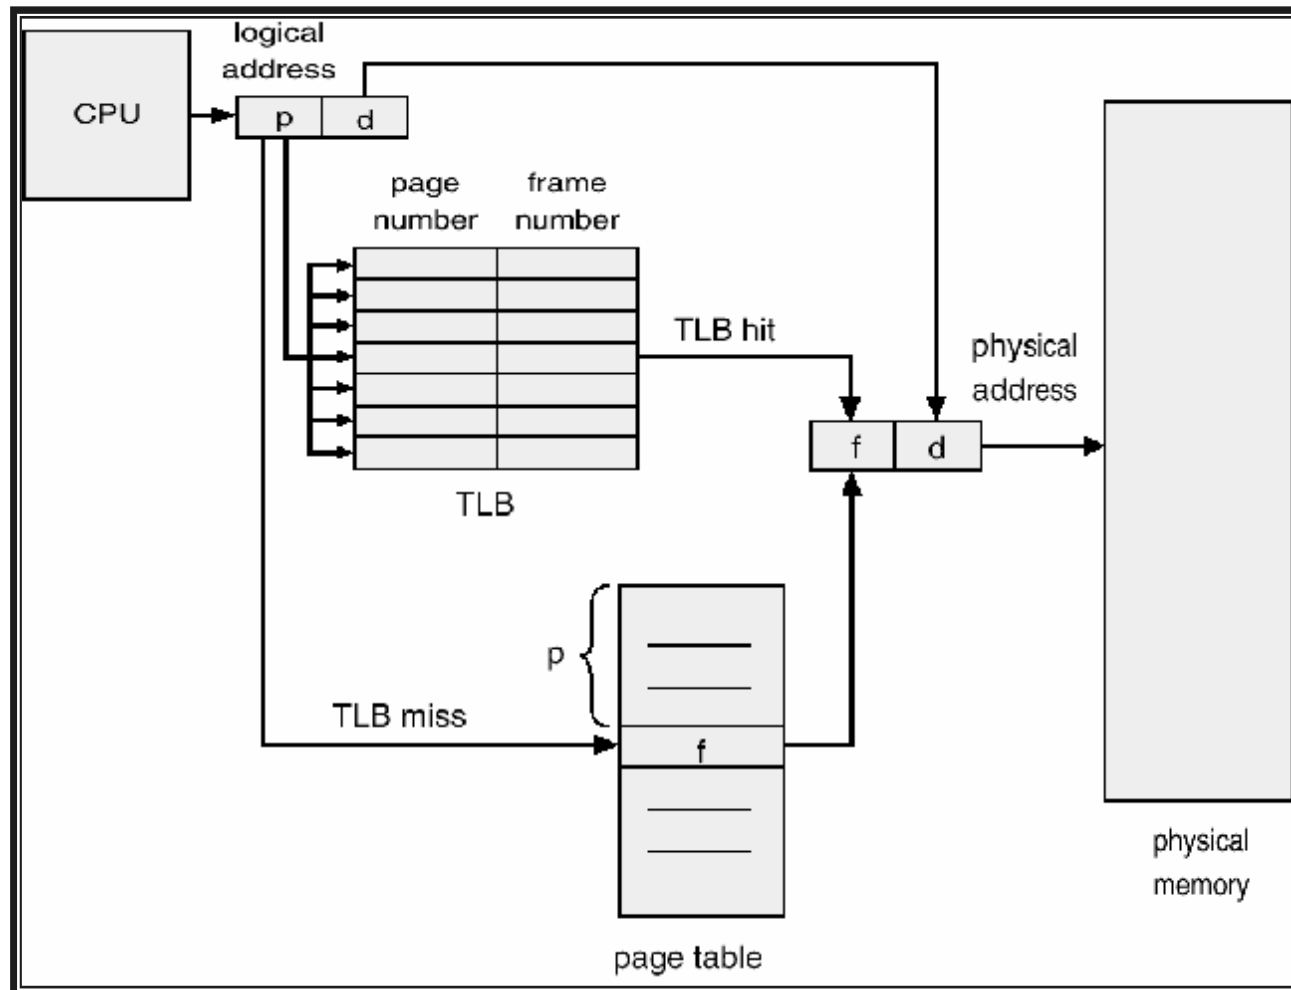 logical
address
CPU
p d
page frame
number number
TLB hit
physical
address
f d
TLB
p
TLB miss
f
physical
memory
page table